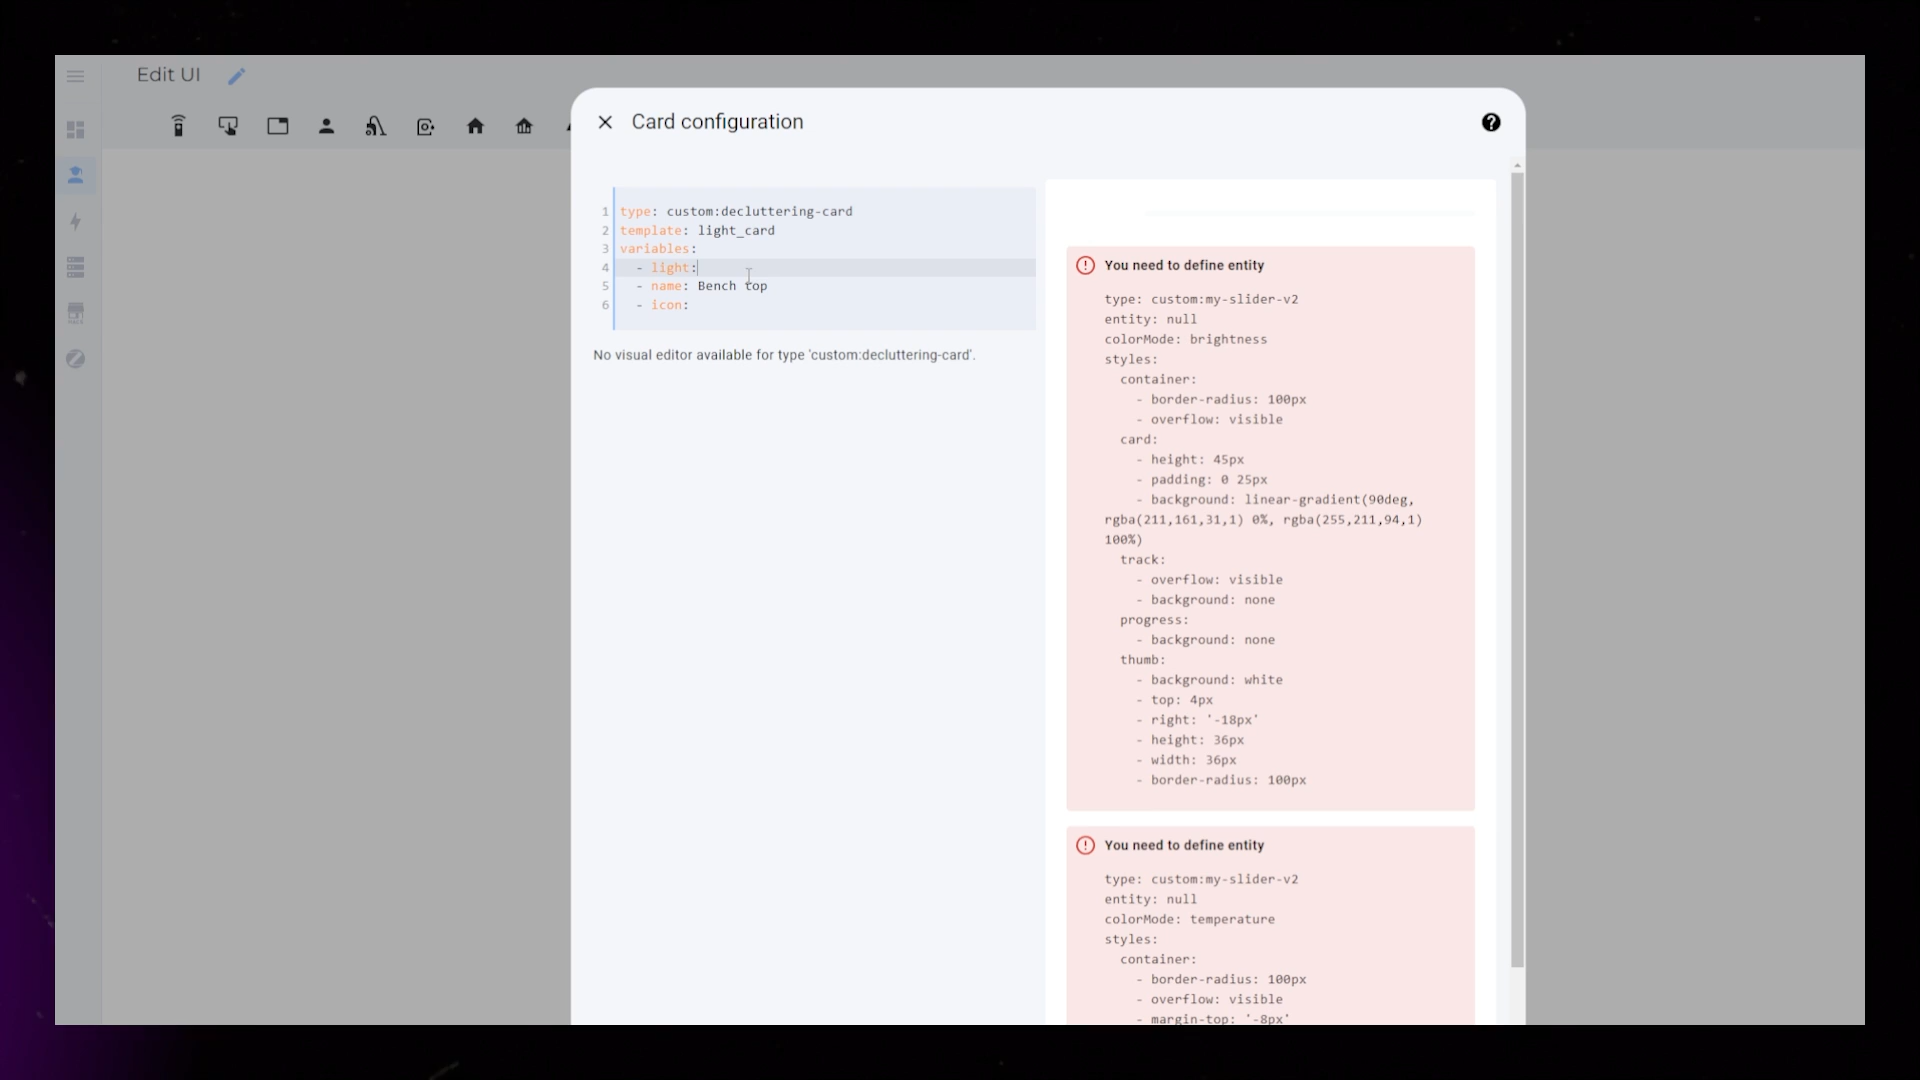 Edit UI
Card configuration
1 type: custom:decluttering-card
2 template: light_card
3 variables:
4 - light:
5 - name: Bench top
6 - icon:
No visual editor available for type 'custom:decluttering-card'.
You need to define entity
type: custom:my-slider-v2
entity: null
colorMode: brightness
styles:
container:
- border-radius: 100px
- overflow: visible
card:
- height: 45px
- padding: 0 25px
- background: linear-gradient(90deg,
rgba(211,161,31,1) 0%, rgba(255,211,94,1)
100%)
track:
- overflow: visible
- background: none
progress:
- background: none
thumb:
- background: white
- top: 4px
- right: '-18px'
- height: 36px
- width: 36px
- border-radius: 100px
You need to define entity
type: custom:my-slider-v2
entity: null
colorMode: temperature
styles:
container:
- border-radius: 100px
- overflow: visible
- margin-top: '-8px'